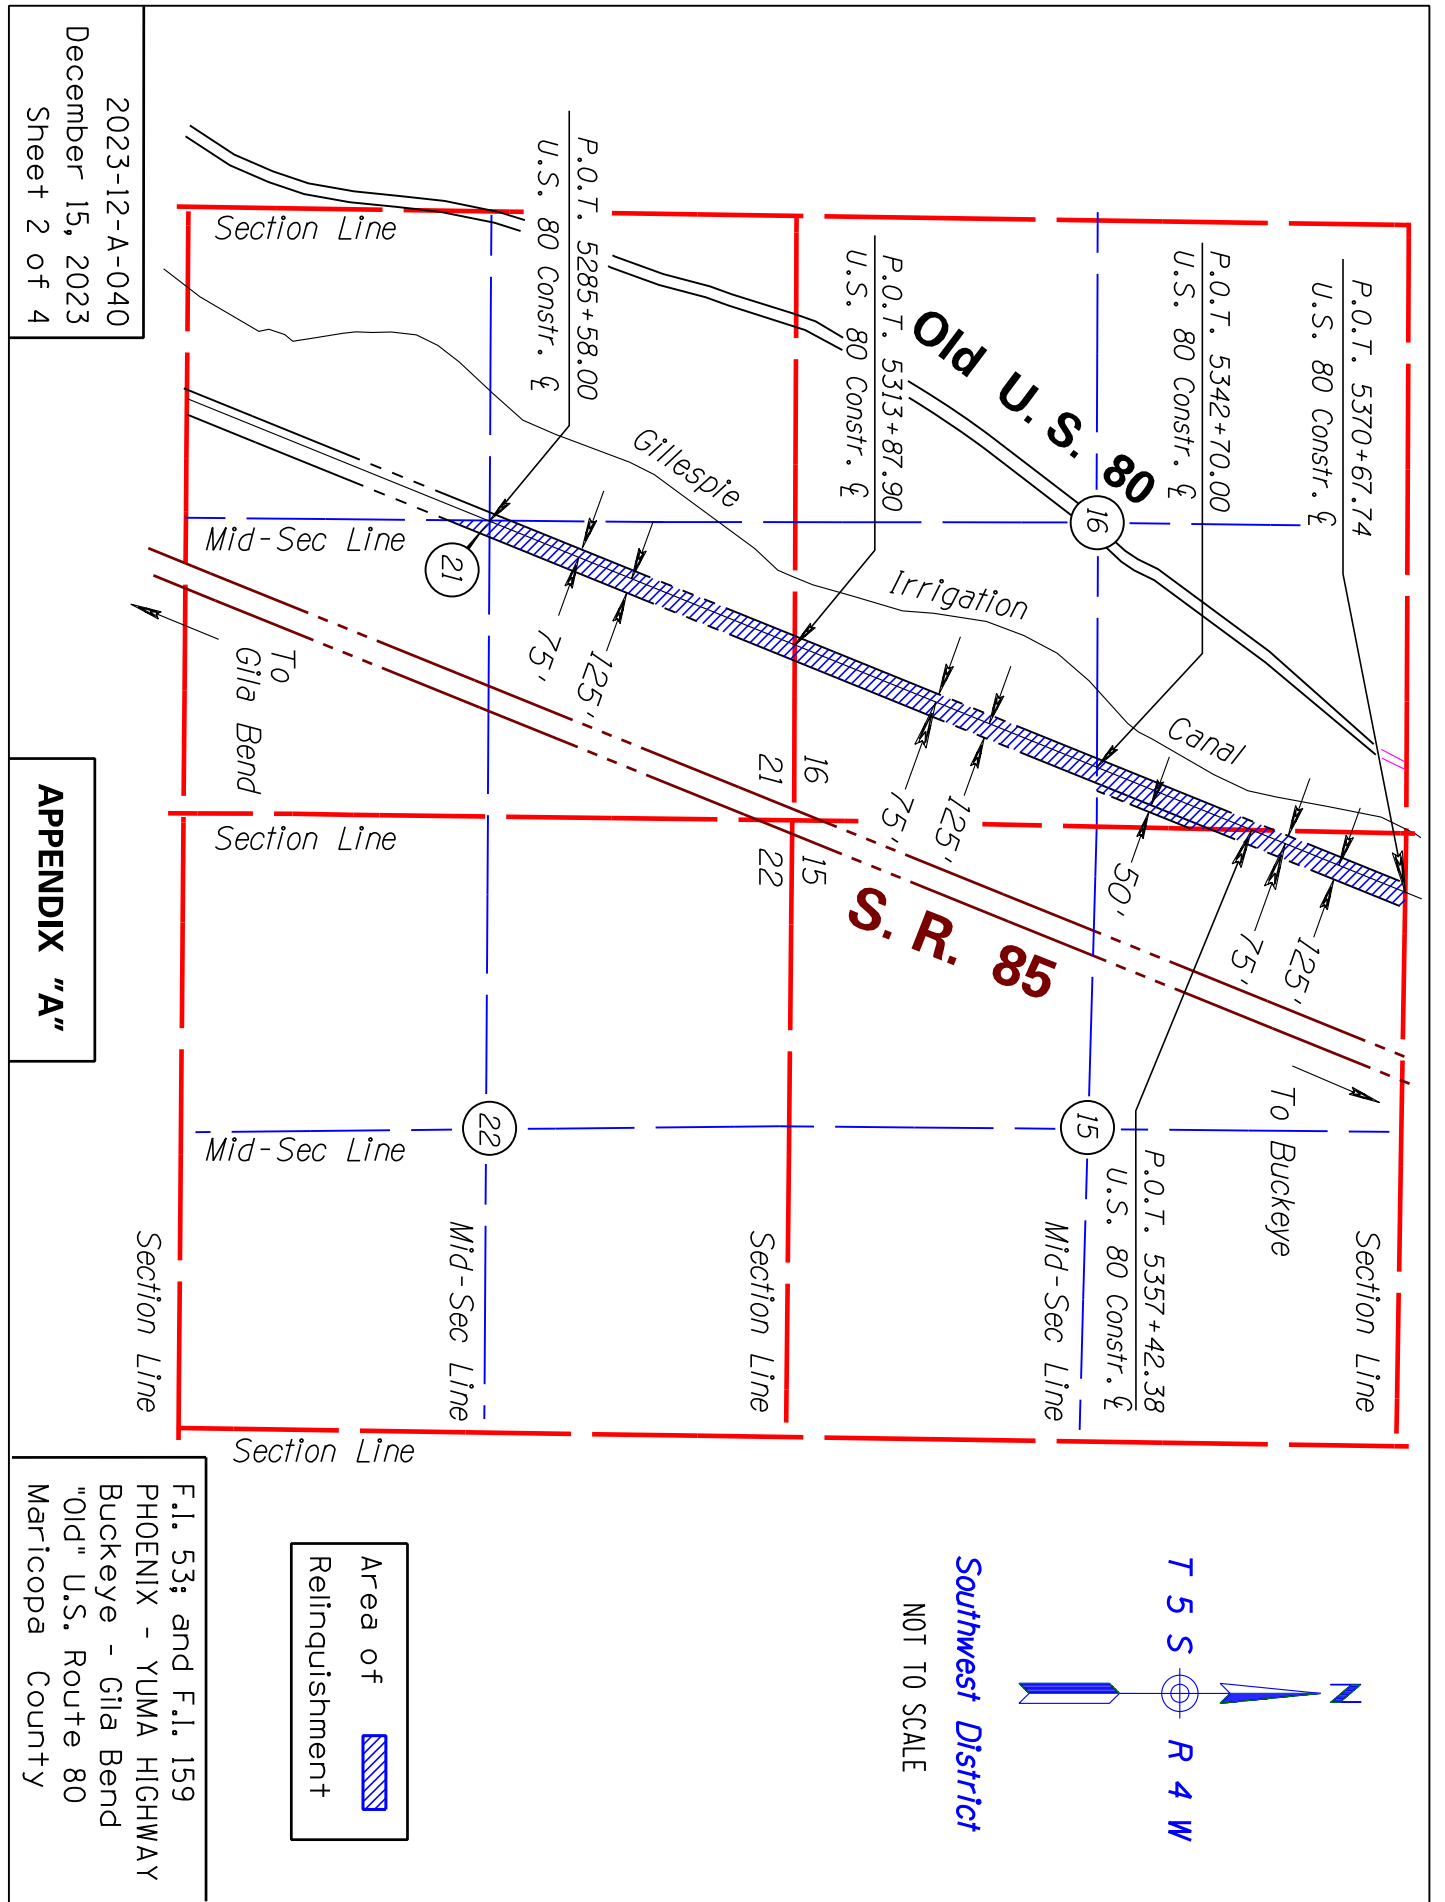 2023-12-A-040
December 15, 2023
Sheet 2 of 4
APPENDIX "A"
F.I. 53; and F.I. 159
PHOENIX - YUMA HIGHWAY
Buckeye - Gila Bend
"Old" U.S. Route 80
Maricopa County
Area of
Relinquishment
T 5 S R 4 W
N
Southwest District
NOT TO SCALE
P.O.T. 5370+67.74
U.S. 80 Constr. ℄
P.O.T. 5342+70.00
U.S. 80 Constr. ℄
P.O.T. 5313+87.90
U.S. 80 Constr. ℄
P.O.T. 5285+58.00
U.S. 80 Constr. ℄
P.O.T. 5357+42.38
U.S. 80 Constr. ℄
Old U.S. 80
S. R. 85
Gillespie
Irrigation
Canal
To
Gila Bend
To Buckeye
Section Line
Mid-Sec Line
Section Line
Mid-Sec Line
Section Line
Section Line
Mid-Sec Line
Section Line
Mid-Sec Line
Section Line
16
21
22
15
16
21
15
22
75'
125'
75'
125'
50'
75'
125'